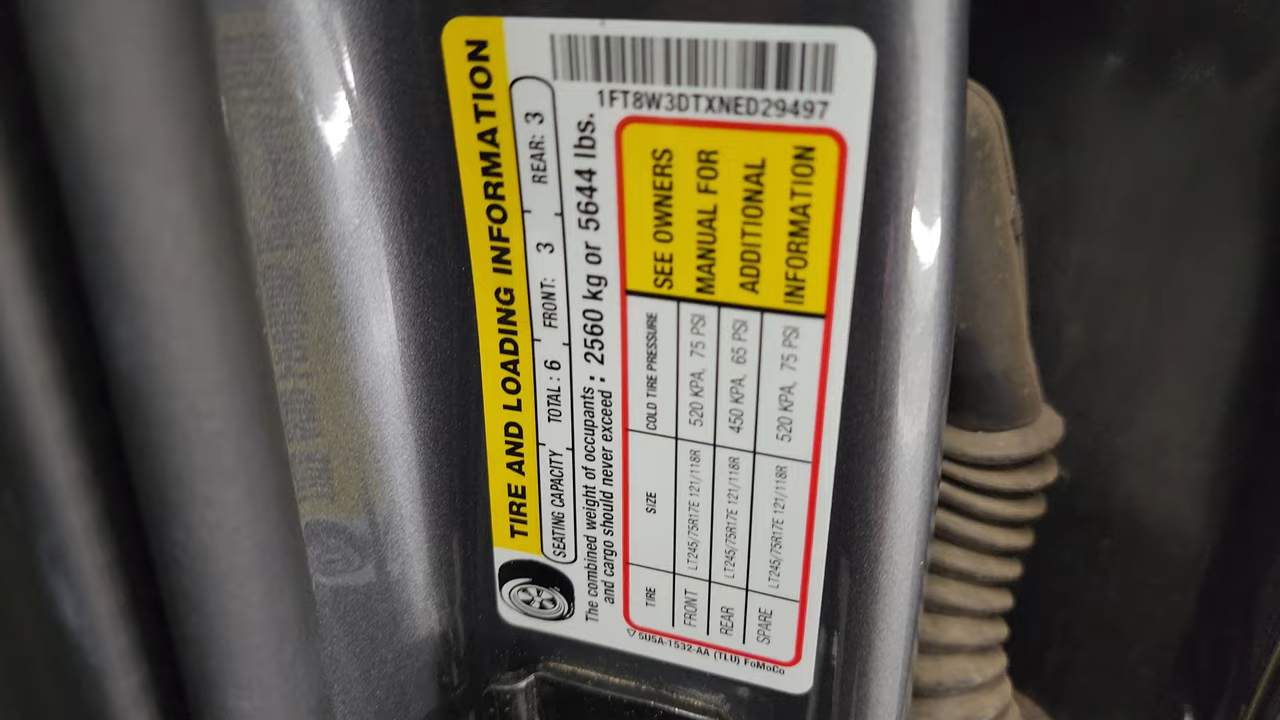 TIRE AND LOADING INFORMATION
SEATING CAPACITY TOTAL : 6 FRONT: 3 REAR: 3
The combined weight of occupants and cargo should never exceed : 2560 kg or 5644 lbs.
1FT8W3DTXNED29497
TIRE SIZE COLD TIRE PRESSURE
FRONT LT245/75R17E 121/118R 520 KPA, 75 PSI
REAR LT245/75R17E 121/118R 450 KPA, 65 PSI
SPARE LT245/75R17E 121/118R 520 KPA, 75 PSI
SEE OWNERS
MANUAL FOR
ADDITIONAL
INFORMATION
5U5A-1532-AA (TLU) FoMoCo